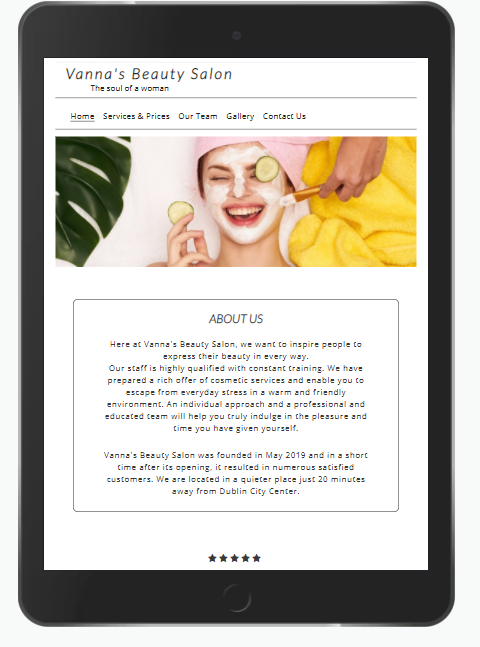 Vanna's Beauty Salon
The soul of a woman
Home Services & Prices Our Team Gallery Contact Us
ABOUT US
Here at Vanna's Beauty Salon, we want to inspire people to
express their beauty in every way.
Our staff is highly qualified with constant training. We have
prepared a rich offer of cosmetic services and enable you to
escape from everyday stress in a warm and friendly
environment. An individual approach and a professional and
educated team will help you truly indulge in the pleasure and
time you have given yourself.
Vanna's Beauty Salon was founded in May 2019 and in a short
time after its opening, it resulted in numerous satisfied
customers. We are located in a quieter place just 20 minutes
away from Dublin City Center.